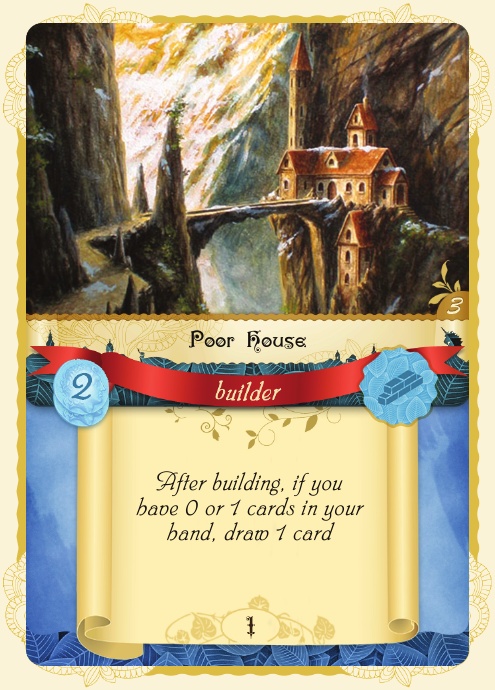 3
Poor House
2
builder
After building, if you
have 0 or 1 cards in your
hand, draw 1 card
1